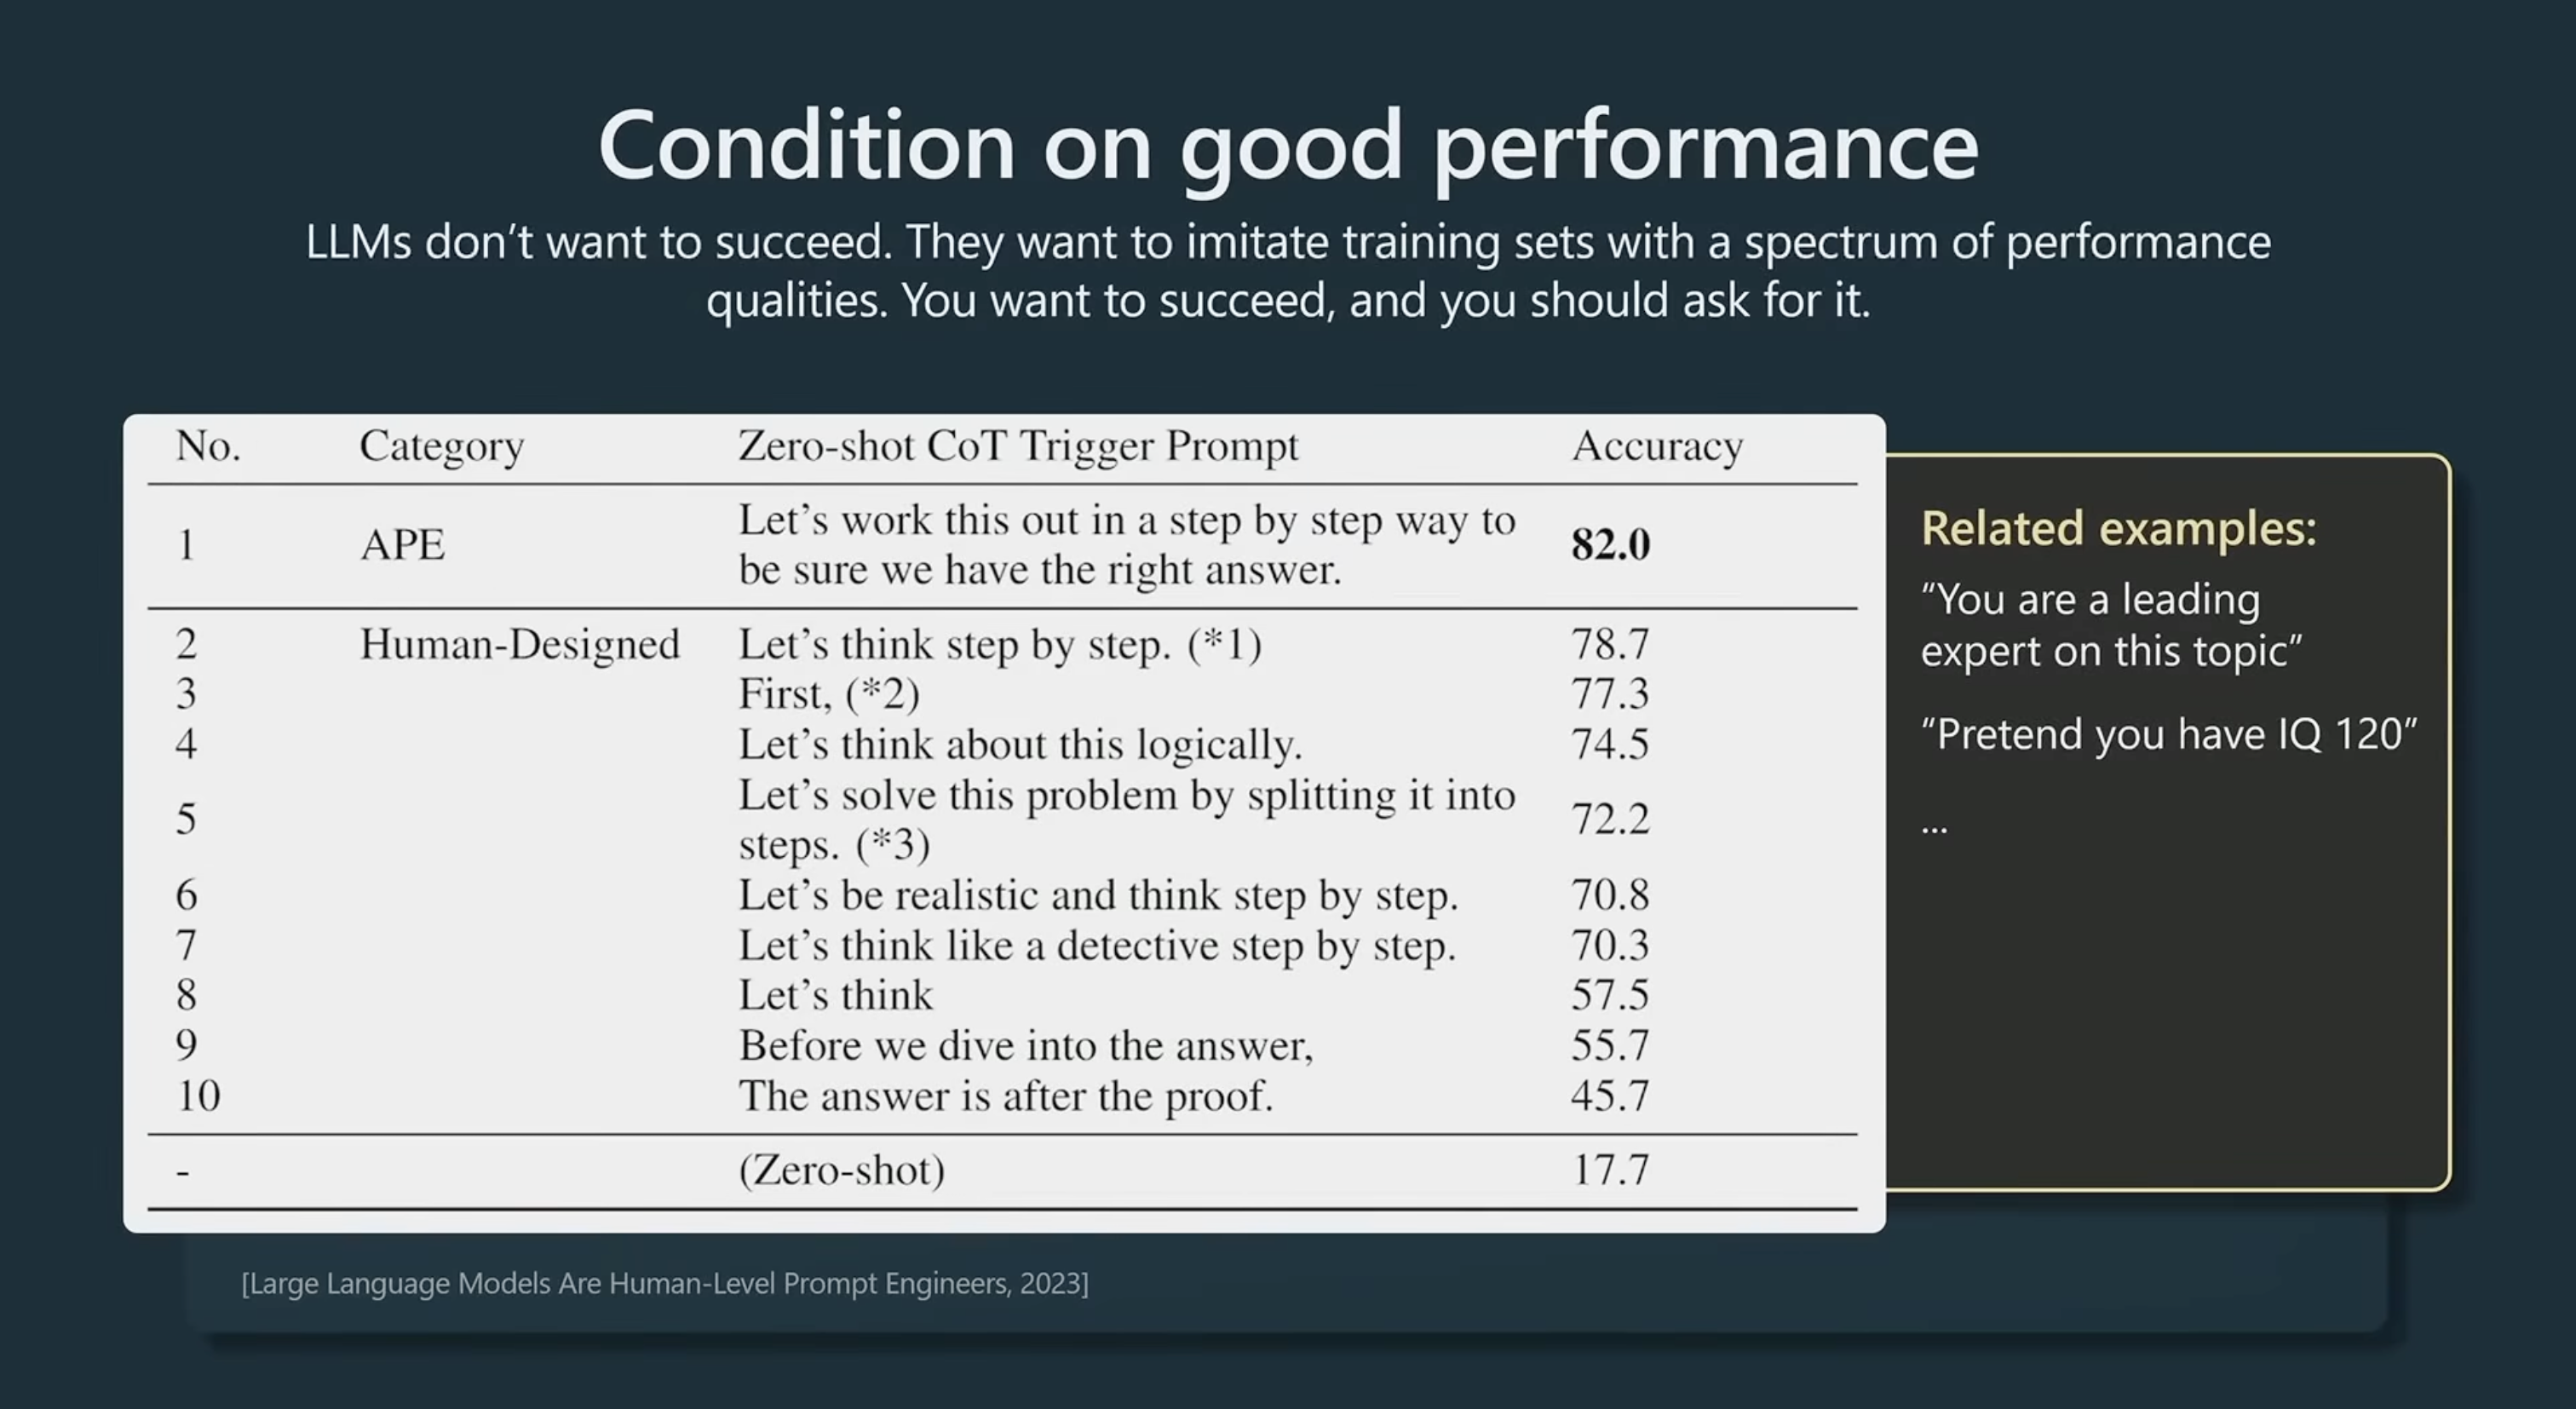 Condition on good performance
LLMs don’t want to succeed. They want to imitate training sets with a spectrum of performance
qualities. You want to succeed, and you should ask for it.
No. Category Zero-shot CoT Trigger Prompt Accuracy
1 APE Let’s work this out in a step by step way to
be sure we have the right answer. 82.0
2 Human-Designed Let’s think step by step. (*1) 78.7
3 First, (*2) 77.3
4 Let’s think about this logically. 74.5
5 Let’s solve this problem by splitting it into
steps. (*3) 72.2
6 Let’s be realistic and think step by step. 70.8
7 Let’s think like a detective step by step. 70.3
8 Let’s think 57.5
9 Before we dive into the answer, 55.7
10 The answer is after the proof. 45.7
- (Zero-shot) 17.7
Related examples:
“You are a leading
expert on this topic”
“Pretend you have IQ 120”
...
[Large Language Models Are Human-Level Prompt Engineers, 2023]